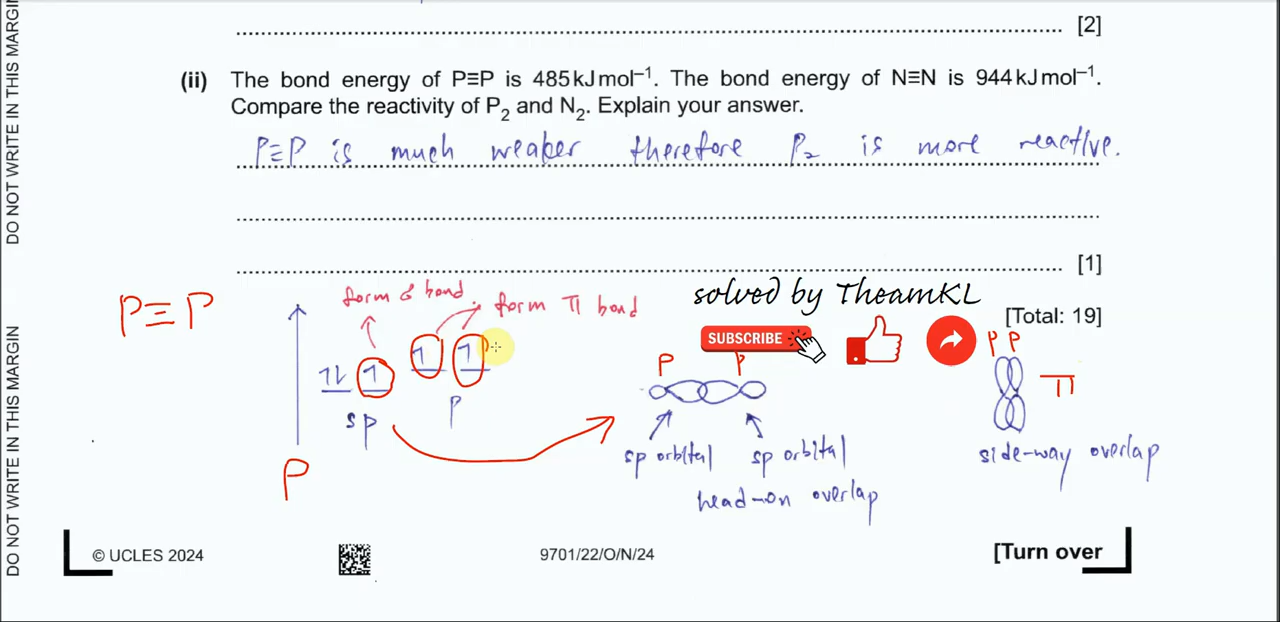 [2]
(ii) The bond energy of P≡P is 485 kJ mol⁻¹. The bond energy of N≡N is 944 kJ mol⁻¹.
Compare the reactivity of P₂ and N₂. Explain your answer.
P≡P is much weaker therefore P₂ is more reactive.
[1]
form σ bond
form π bond
solved by TheamKL
[Total: 19]
P≡P
SUBSCRIBE
P P
P P
π
1L 1 1 1
sp
P
P
sp orbital sp orbital
head-on overlap
side-way overlap
© UCLES 2024
9701/22/O/N/24
[Turn over
DO NOT WRITE IN THIS MARGIN
DO NOT WRITE IN THIS MARGIN